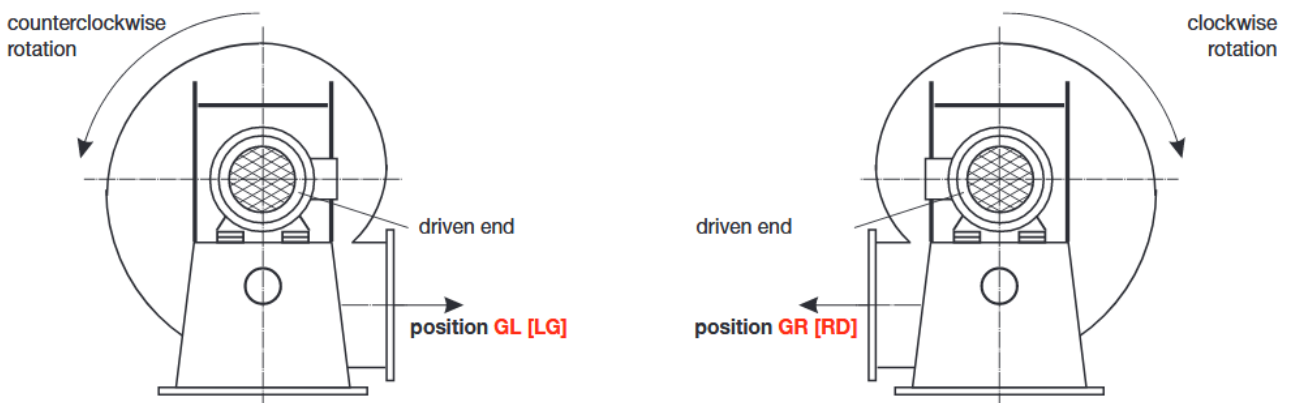 counterclockwise
rotation
clockwise
rotation
driven end
driven end
position GL [LG]
position GR [RD]